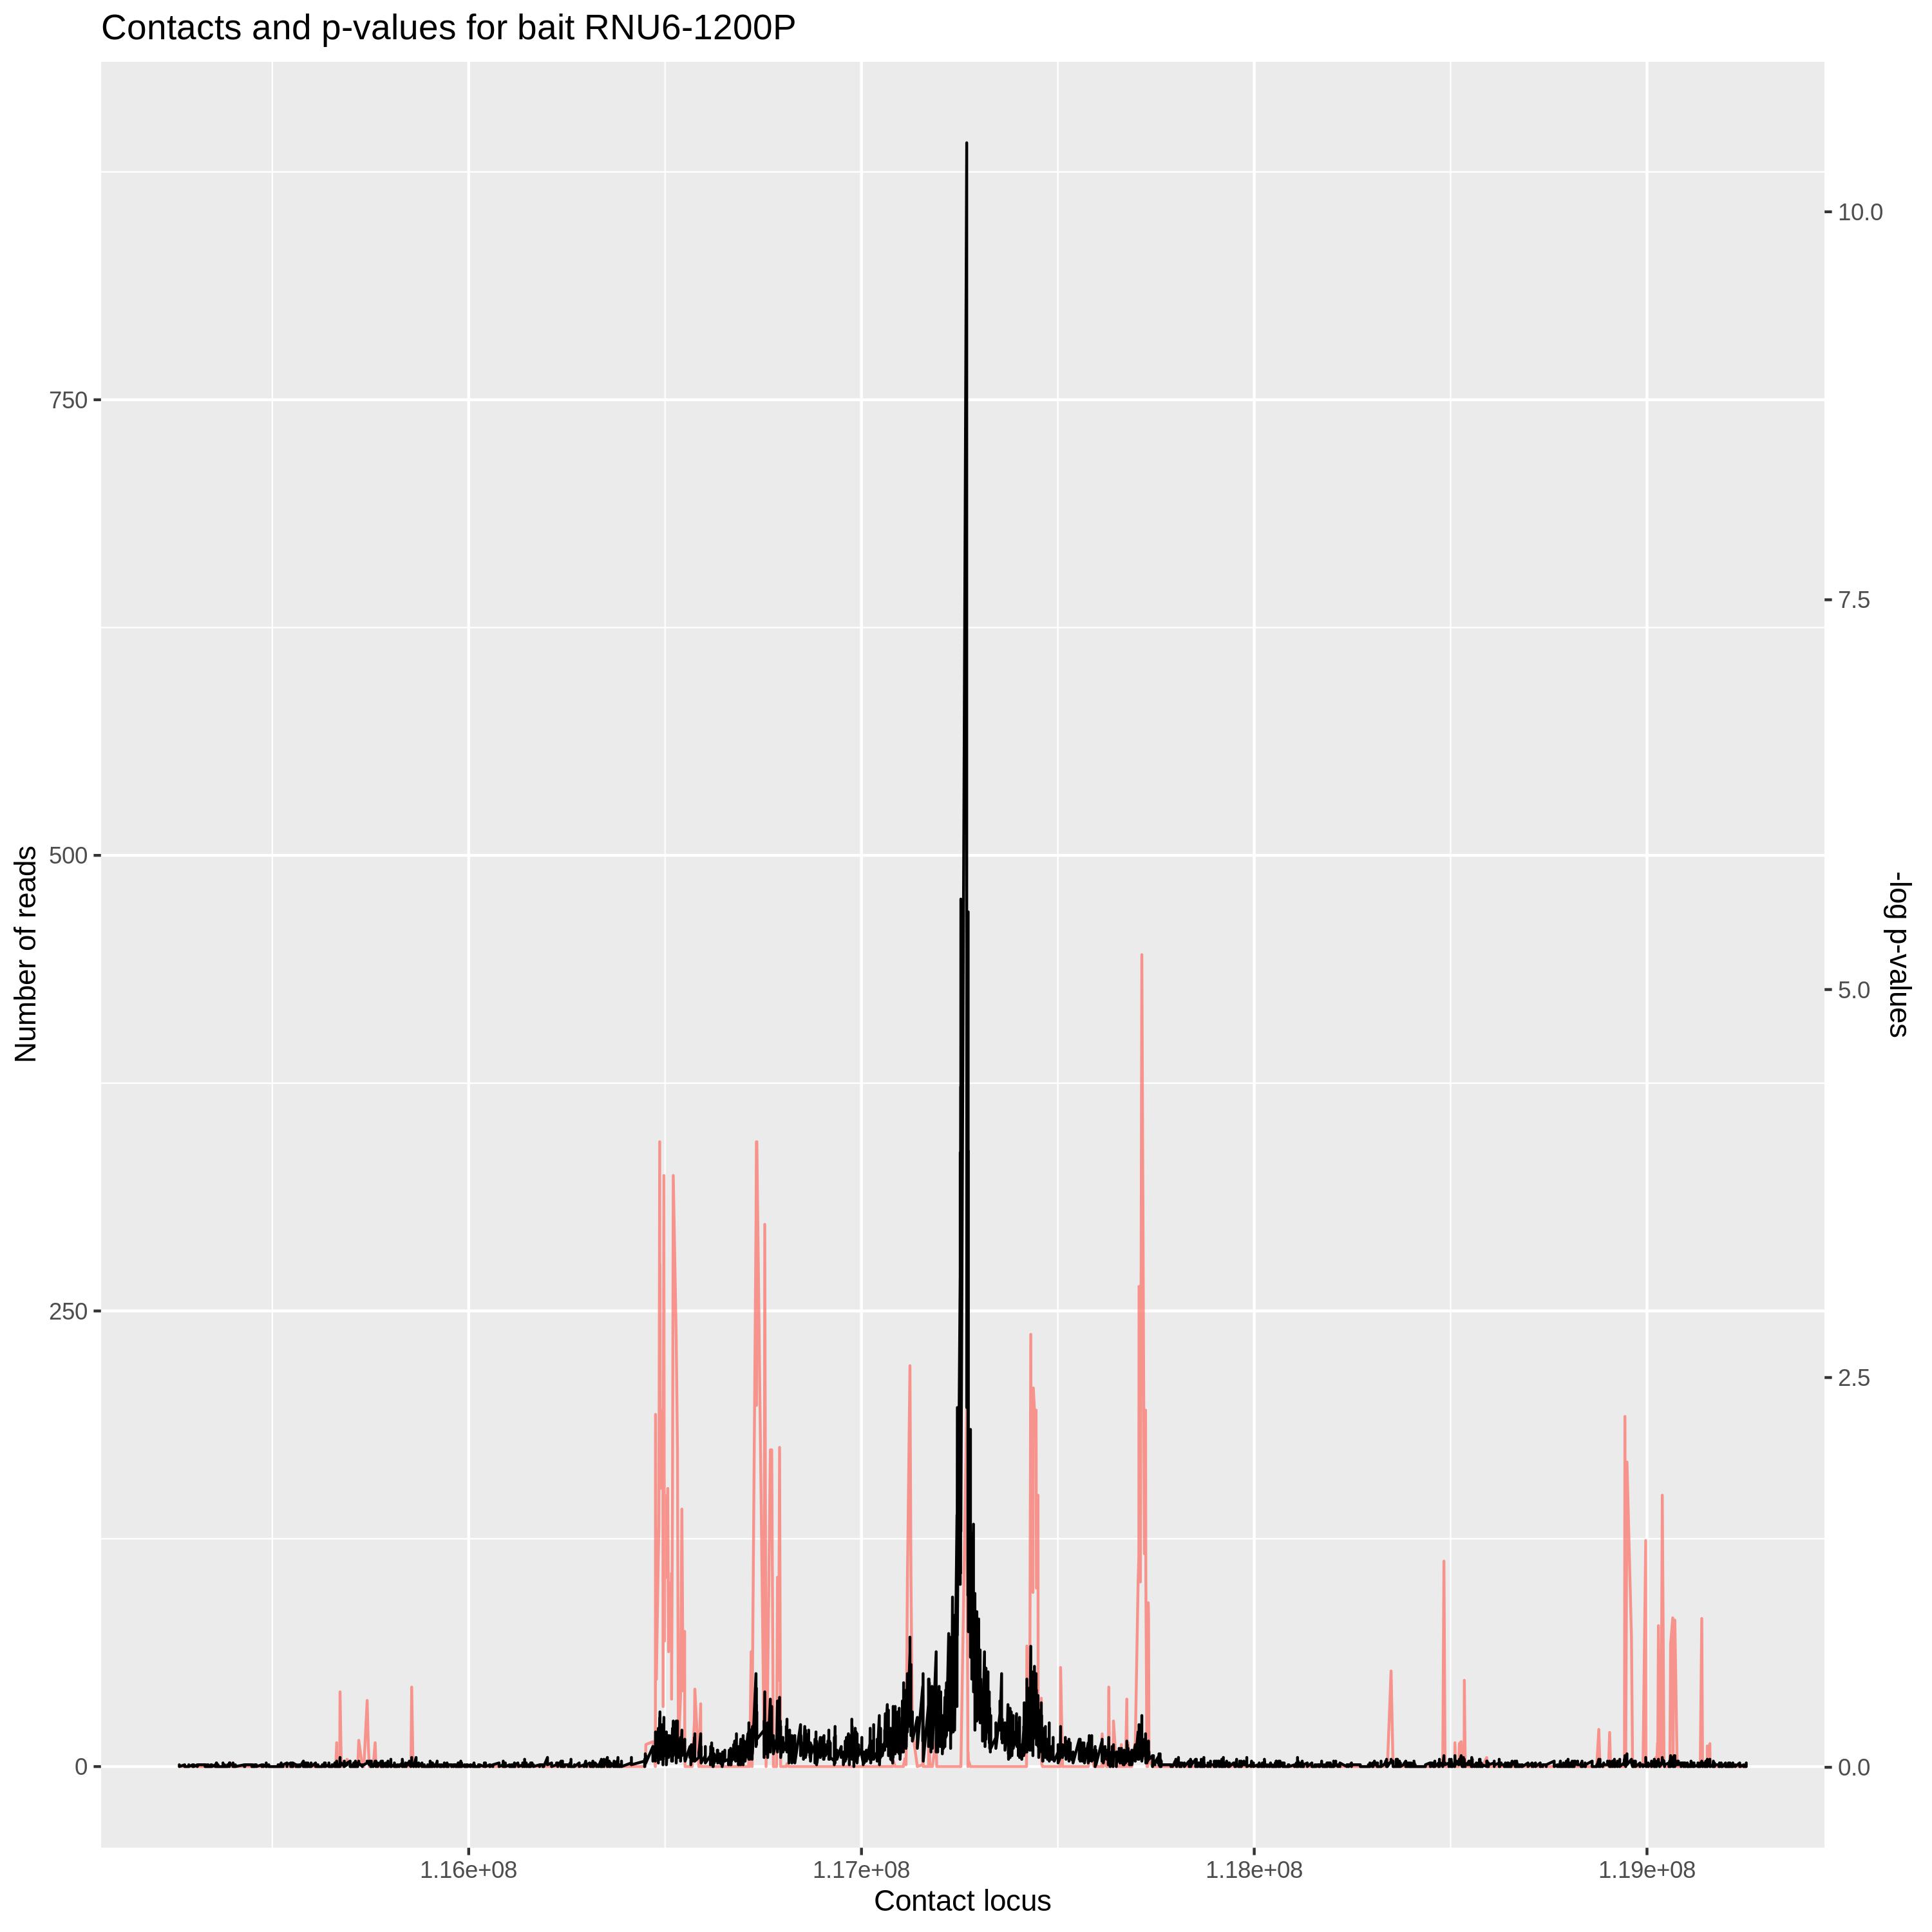 Contacts and p-values for bait RNU6-1200P
Number of reads
750
500
250
0
10.0
7.5
5.0
2.5
0.0
-log p-values
1.16e+08
1.17e+08
1.18e+08
1.19e+08
Contact locus